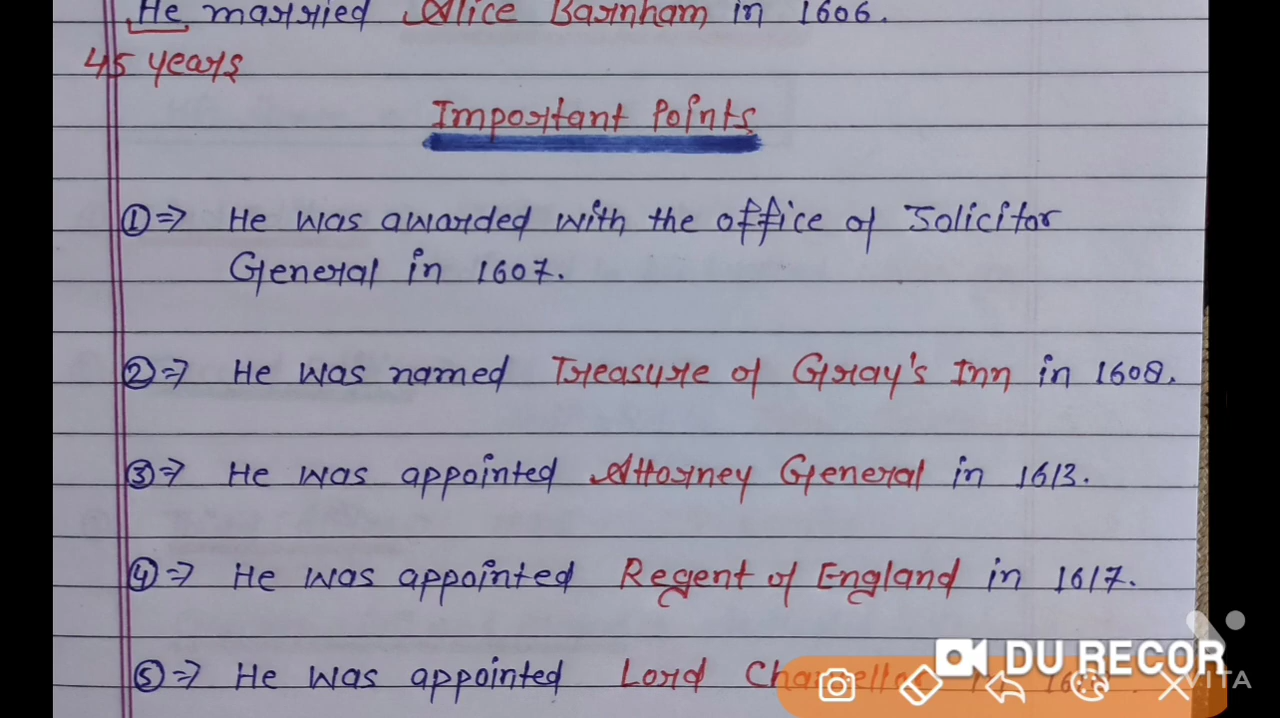 He married Alice Barnham in 1606.
45 years
Important Points
① ⇒ He was awarded with the office of Solicitor
General in 1607.
② ⇒ He was named Treasure of Gray's Inn in 1608.
③ ⇒ He was appointed Attorney General in 1613.
④ ⇒ He was appointed Regent of England in 1617.
⑤ ⇒ He was appointed Lord
DU RECOR
VITA